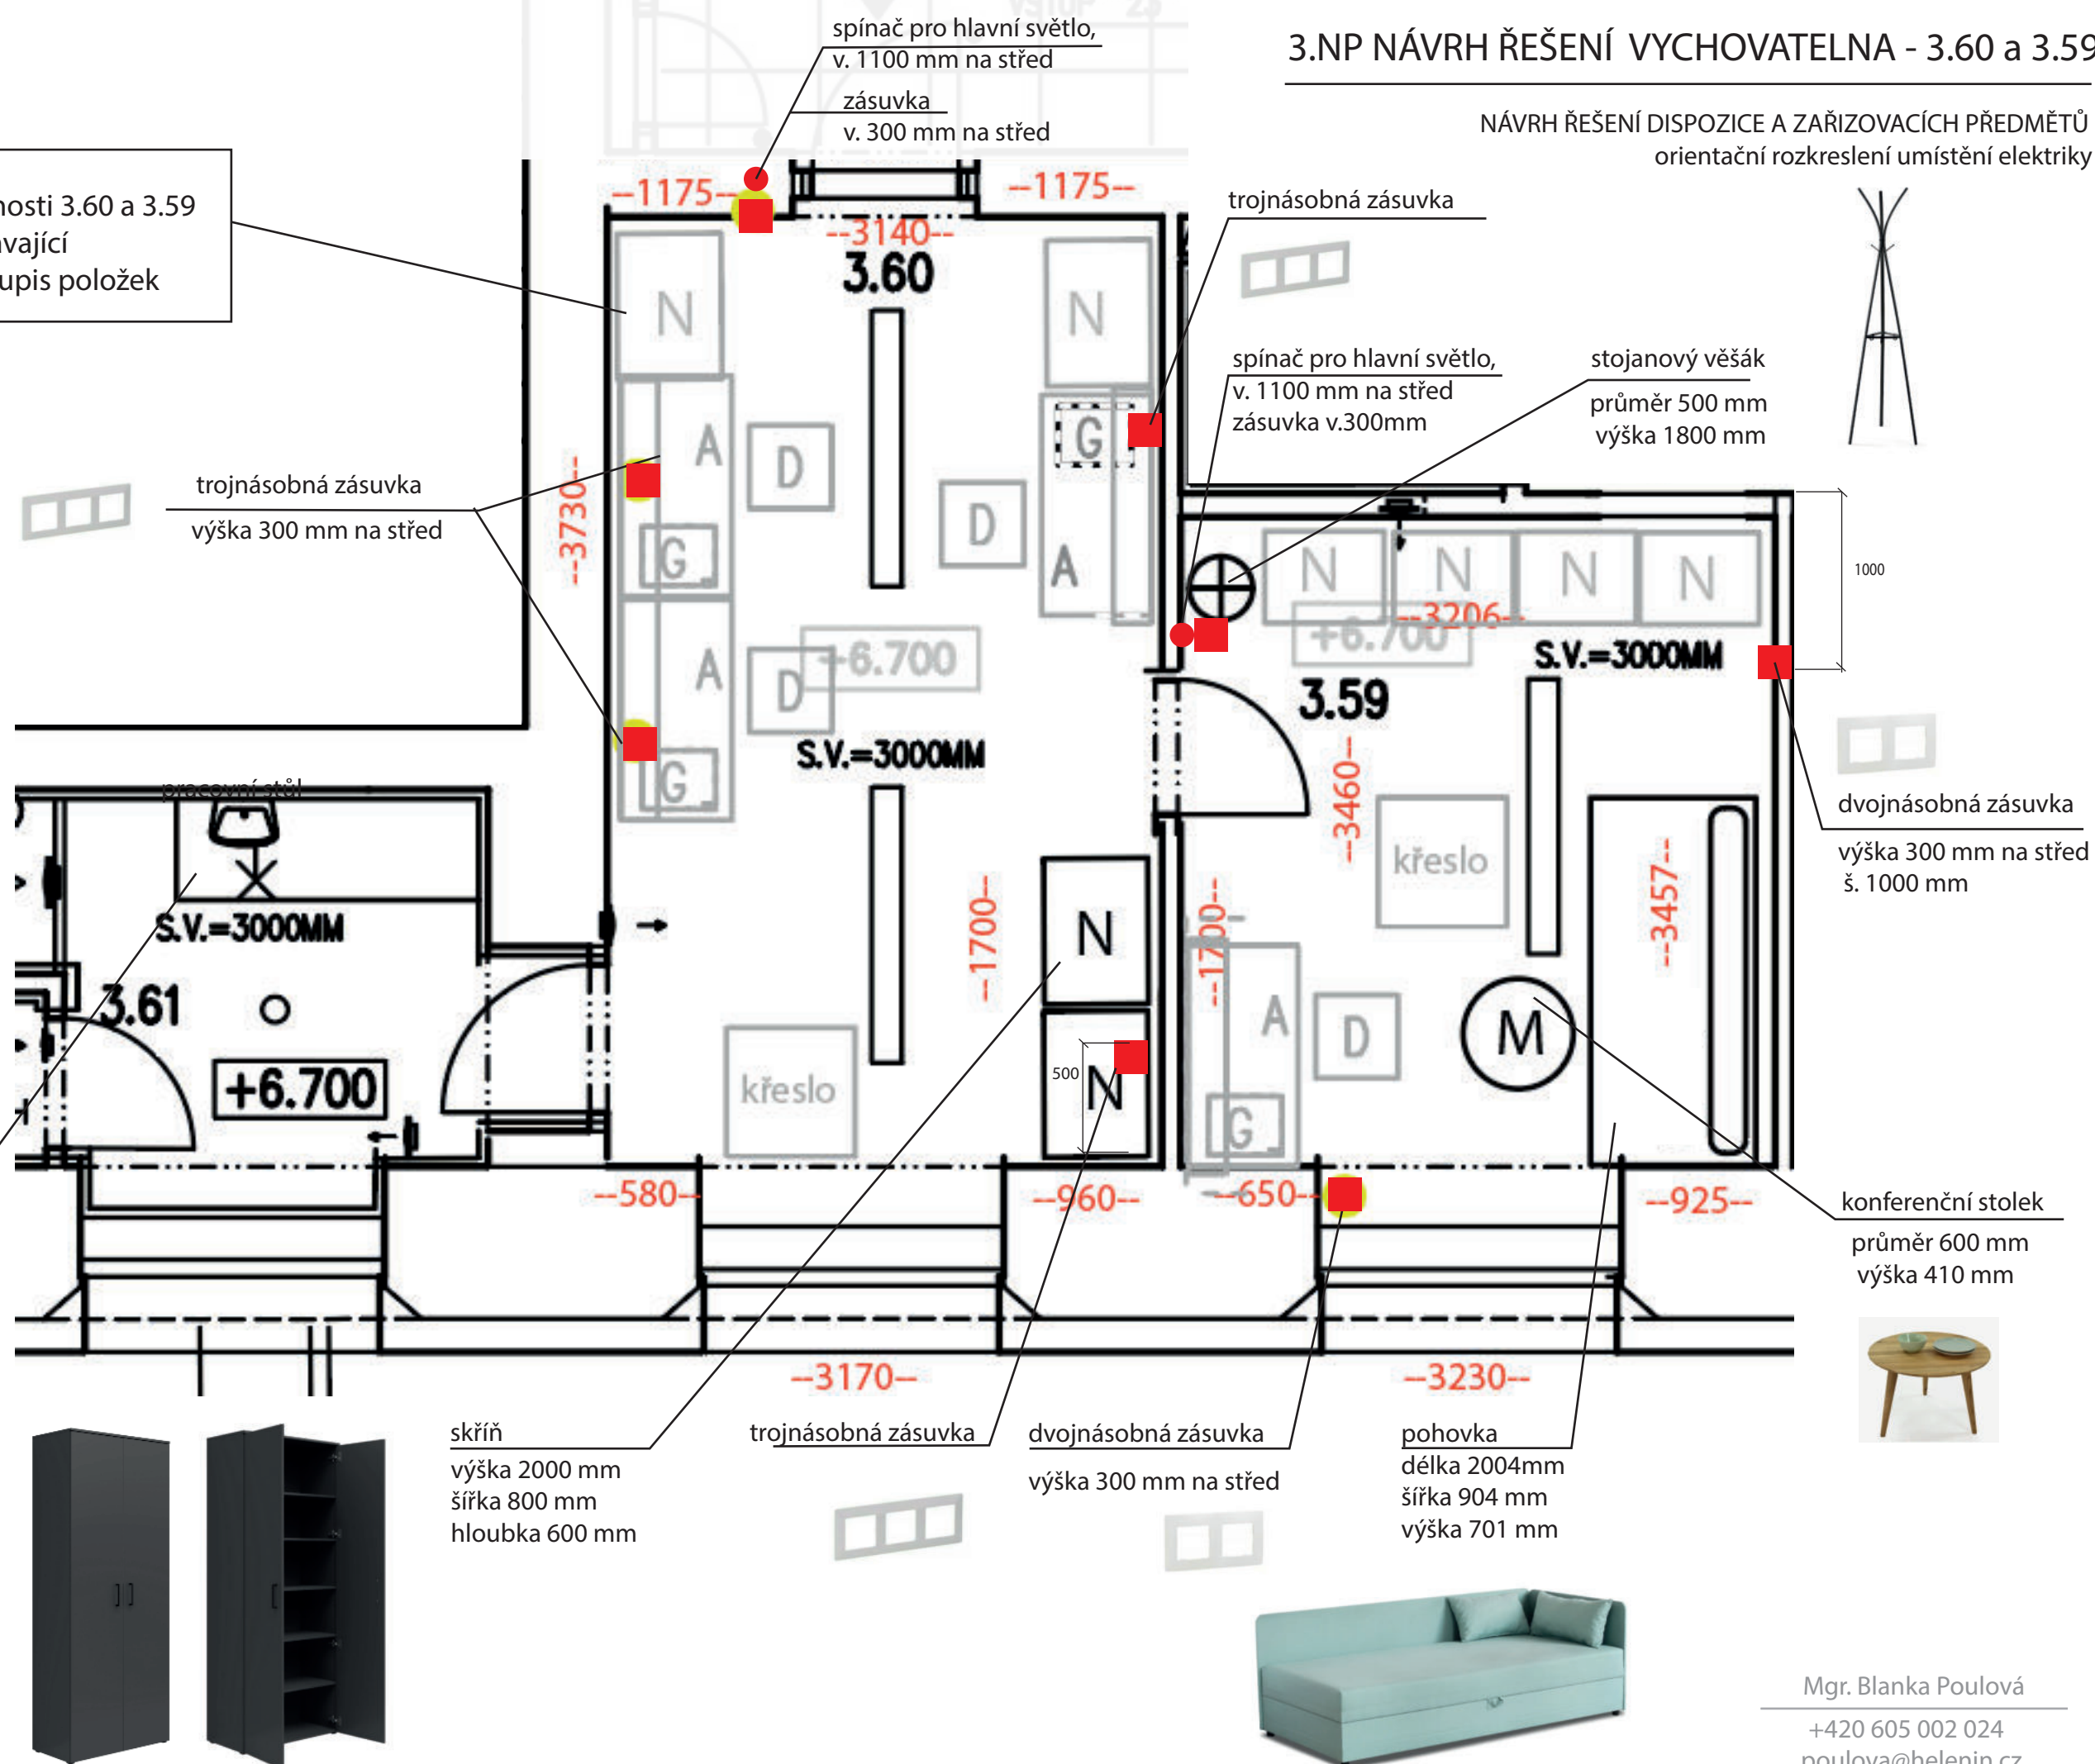 3.NP NÁVRH ŘEŠENÍ  VYCHOVATELNA - 3.60 a 3.59
NÁVRH ŘEŠENÍ DISPOZICE A ZAŘIZOVACÍCH PŘEDMĚTŮ
orientační rozkreslení umístění elektriky
VSTUP 23
spínač pro hlavní světlo,
v. 1100 mm na střed
zásuvka
v. 300 mm na střed
nosti 3.60 a 3.59
vající
upis položek
--1175--
--1175--
--3140--
3.60
trojnásobná zásuvka
N
N
spínač pro hlavní světlo,
v. 1100 mm na střed
zásuvka v.300mm
stojanový věšák
průměr 500 mm
výška 1800 mm
trojnásobná zásuvka
výška 300 mm na střed
--3730--
A
D
G
D
G
A
N
N
N
N
1000
--3206--
+6.700
+6.700
S.V.=3000MM
A
D
3.59
S.V.=3000MM
G
--3460--
dvojnásobná zásuvka
výška 300 mm na střed
š. 1000 mm
pracovní stůl
křeslo
--3457--
S.V.=3000MM
--1700--
N
--1700--
3.61
A
D
M
+6.700
křeslo
500
N
G
--580--
--960--
--650--
--925--
konferenční stolek
průměr 600 mm
výška 410 mm
--3170--
--3230--
skříň
výška 2000 mm
šířka 800 mm
hloubka 600 mm
trojnásobná zásuvka
dvojnásobná zásuvka
výška 300 mm na střed
pohovka
délka 2004mm
šířka 904 mm
výška 701 mm
Mgr. Blanka Poulová
+420 605 002 024
poulova@helenin.cz